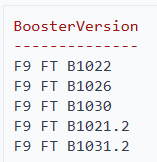 BoosterVersion
--------------
F9 FT B1022
F9 FT B1026
F9 FT B1030
F9 FT B1021.2
F9 FT B1031.2